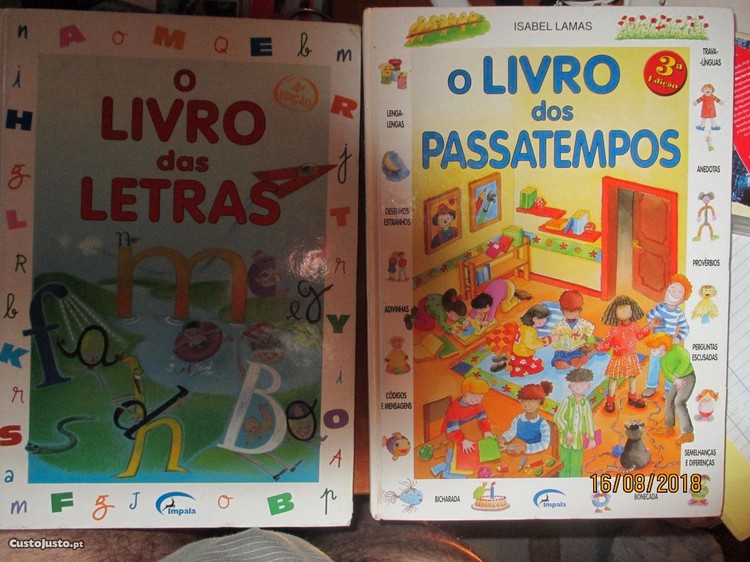 O
LIVRO
das
LETRAS
4ª
EDIÇÃO
Impala
ISABEL LAMAS
O LIVRO
dos
PASSATEMPOS
3ª
Edição
TRAVA-
-LÍNGUAS
LENGA-
LENGAS
ANEDOTAS
DESENHOS
ESTRANHOS
PROVÉRBIOS
ADIVINHAS
PERGUNTAS
ESCUSADAS
CÓDIGOS
E MENSAGENS
SEMELHANÇAS
E DIFERENÇAS
BICHARADA
Impala
BONECADA
16/08/2018
CustoJusto.pt